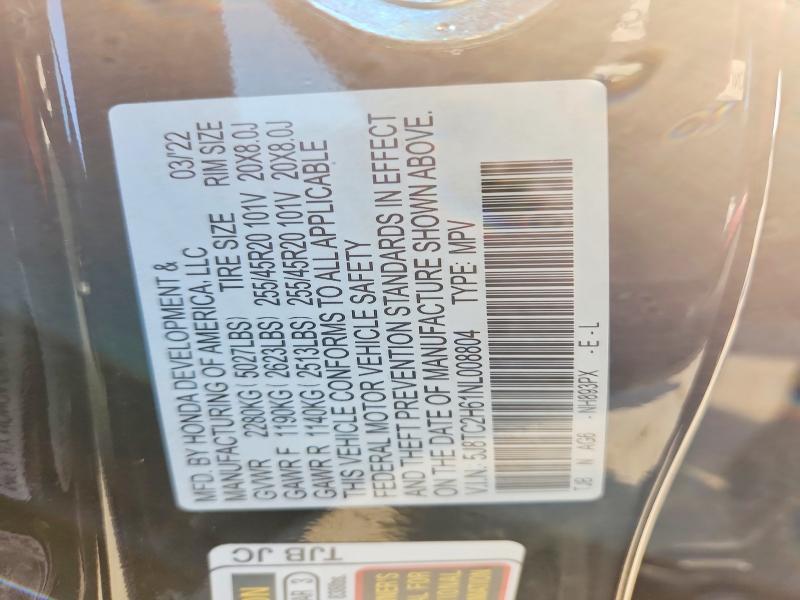 MFD. BY HONDA DEVELOPMENT &
MANUFACTURING OF AMERICA, LLC 03/22
TIRE SIZE RIM SIZE
GVWR 2280KG(5027LBS)
GAWR F 1190KG(2623LBS) 255/45R20 101V 20X8.0J
GAWR R 1140KG(2513LBS) 255/45R20 101V 20X8.0J
THIS VEHICLE CONFORMS TO ALL APPLICABLE
FEDERAL MOTOR VEHICLE SAFETY
AND THEFT PREVENTION STANDARDS IN EFFECT
ON THE DATE OF MANUFACTURE SHOWN ABOVE.
V.I.N.: 5J8TC2H61NL008804 TYPE: MPV
TJB N AG6 -NH893PX -E-L
TJB JC